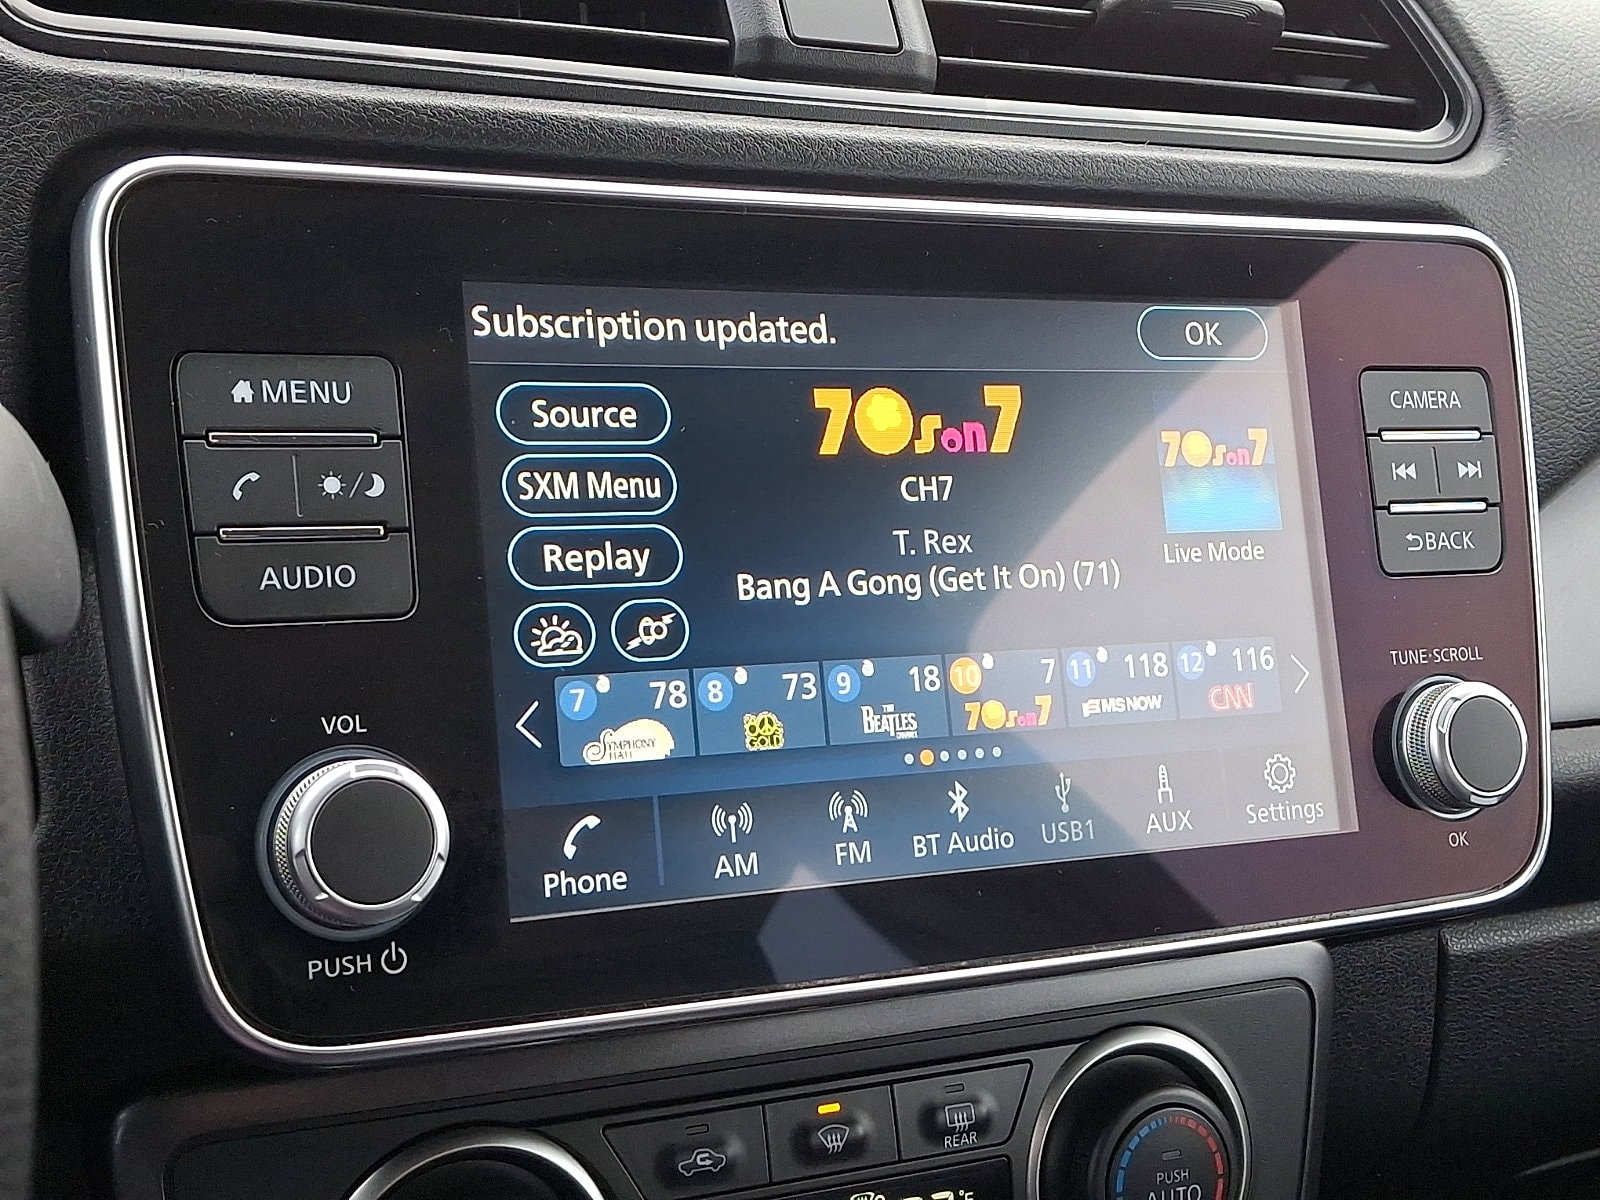 Subscription updated.
OK
MENU
AUDIO
VOL
PUSH
Source
SXM Menu
Replay
70s on 7
CH7
T. Rex
Bang A Gong (Get It On) (71)
70s on 7
Live Mode
7 78
SYMPHONY HALL
8 73
60s GOLD
9 18
THE BEATLES CHANNEL
10 7
70s on 7
11 118
MS NOW
12 116
CNN
Phone
AM
FM
BT Audio
USB1
AUX
Settings
CAMERA
BACK
TUNE·SCROLL
OK
REAR
PUSH
AUTO
°F